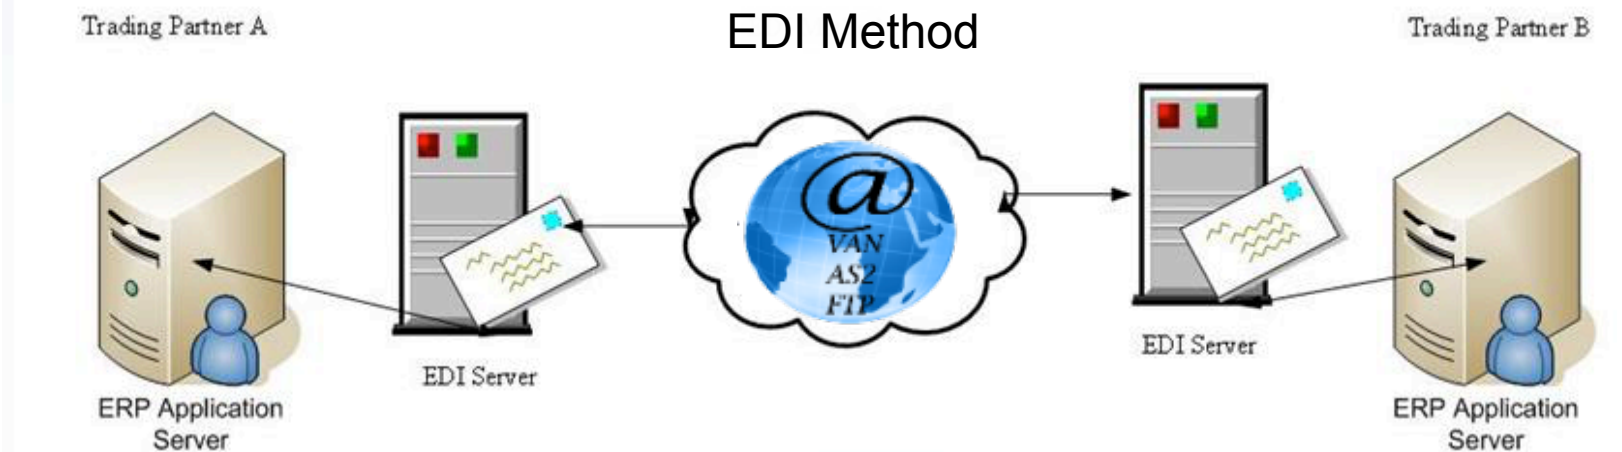 Trading Partner A
EDI Method
Trading Partner B
@
VAN
AS2
FTP
EDI Server
EDI Server
ERP Application
Server
ERP Application
Server